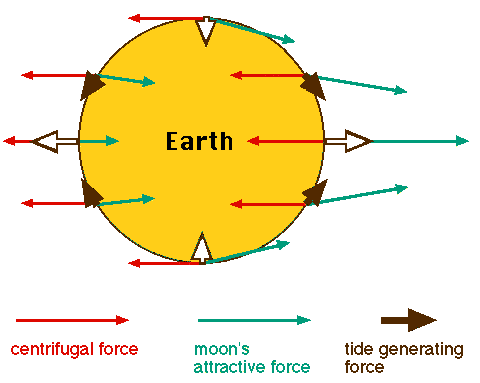 Earth
centrifugal force
moon's
attractive force
tide generating
force